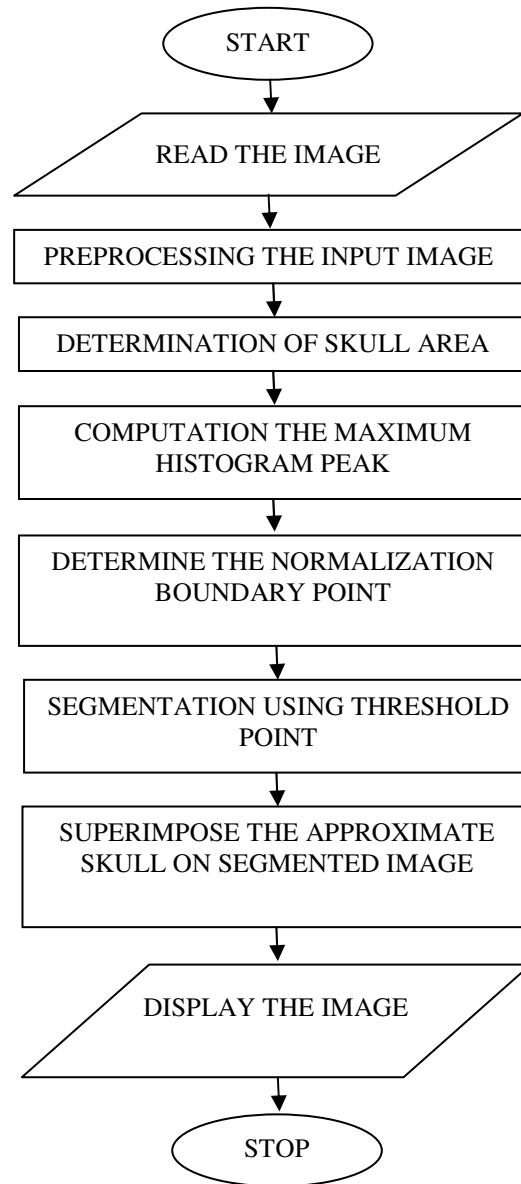 START
READ THE IMAGE
PREPROCESSING THE INPUT IMAGE
DETERMINATION OF SKULL AREA
COMPUTATION THE MAXIMUM
HISTOGRAM PEAK
DETERMINE THE NORMALIZATION
BOUNDARY POINT
SEGMENTATION USING THRESHOLD
POINT
SUPERIMPOSE THE APPROXIMATE
SKULL ON SEGMENTED IMAGE
DISPLAY THE IMAGE
STOP